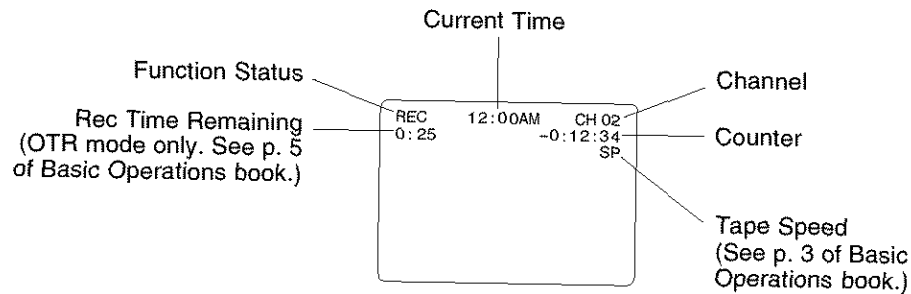 Current Time
Function Status
Channel
Rec Time Remaining
(OTR mode only. See p. 5
of Basic Operations book.)
REC 12:00AM CH 02
0:25 -0:12:34
SP
Counter
Tape Speed
(See p. 3 of Basic
Operations book.)